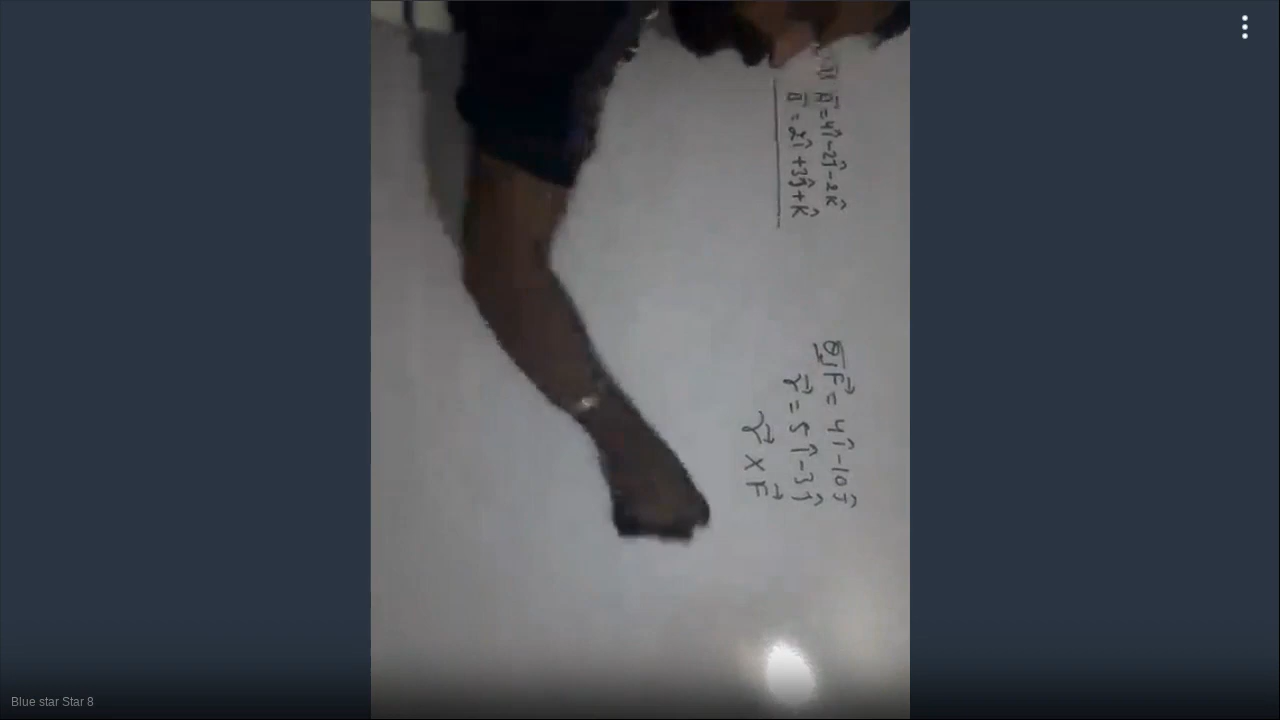 A⃗ = 4î - 2ĵ - 2k̂
B⃗ = 2î + 3ĵ + k̂
Q) F⃗ = 4î - 10ĵ
r⃗ = 5î - 3ĵ
r⃗ × F⃗
Blue star Star 8